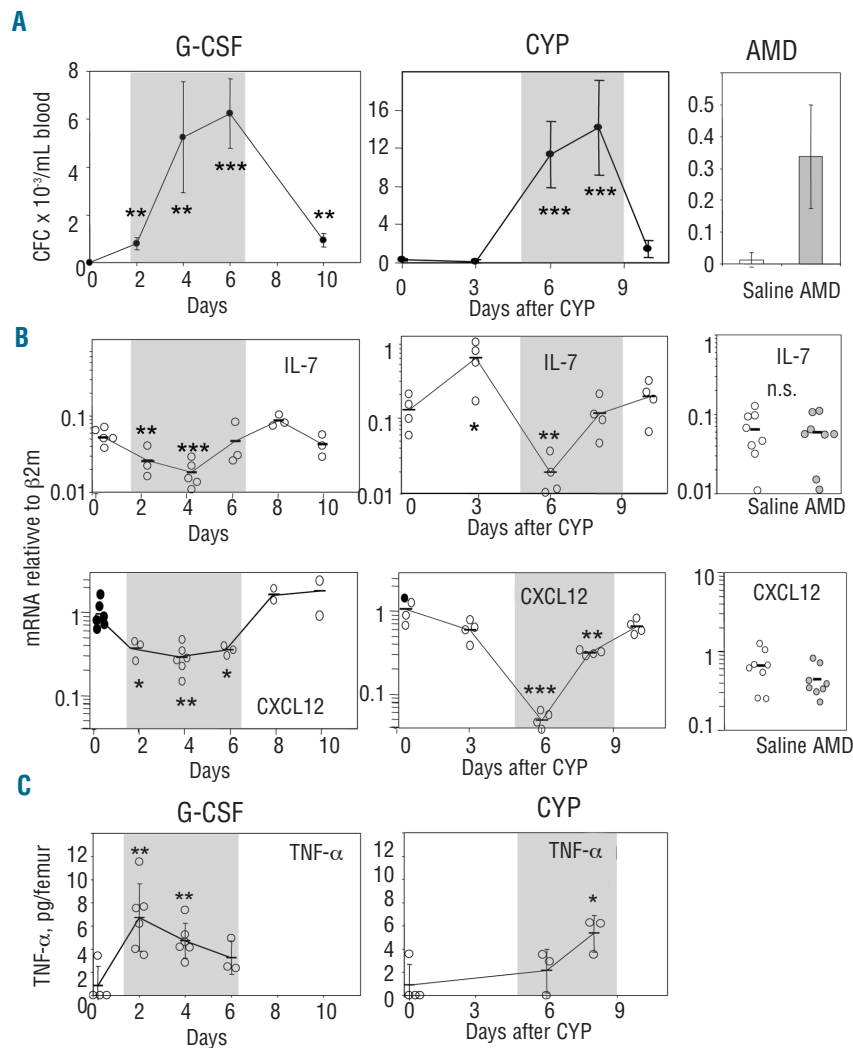 A
G-CSF
CYP
AMD
CFC x 10-³/mL blood
8
6
4
2
0
**
**
***
**
0 2 4 6 8 10
Days
16
12
8
4
0
***
***
0 3 6 9
Days after CYP
0.5
0.4
0.3
0.2
0.1
0
Saline AMD
B
mRNA relativve to β2m
1
0.1
0.01
IL-7
**
***
0 2 4 6 8 10
Days
1
0.1
0.01
IL-7
*
**
0 3 6 9
Days after CYP
1
0.1
0.01
IL-7
n.s.
Saline AMD
1
0.1
*
**
*
CXCL12
0 2 4 6 8 10
Days
1
0.1
CXCL12
***
**
0 3 6 9
Days after CYP
10
1
0.1
CXCL12
Saline AMD
C
G-CSF
CYP
TNF-α, pg/femur
12
10
8
6
4
2
0
TNF-α
**
**
0 2 4 6 8 10
Days
12
10
8
6
4
2
0
TNF-α
*
0 3 6 9
Days after CYP